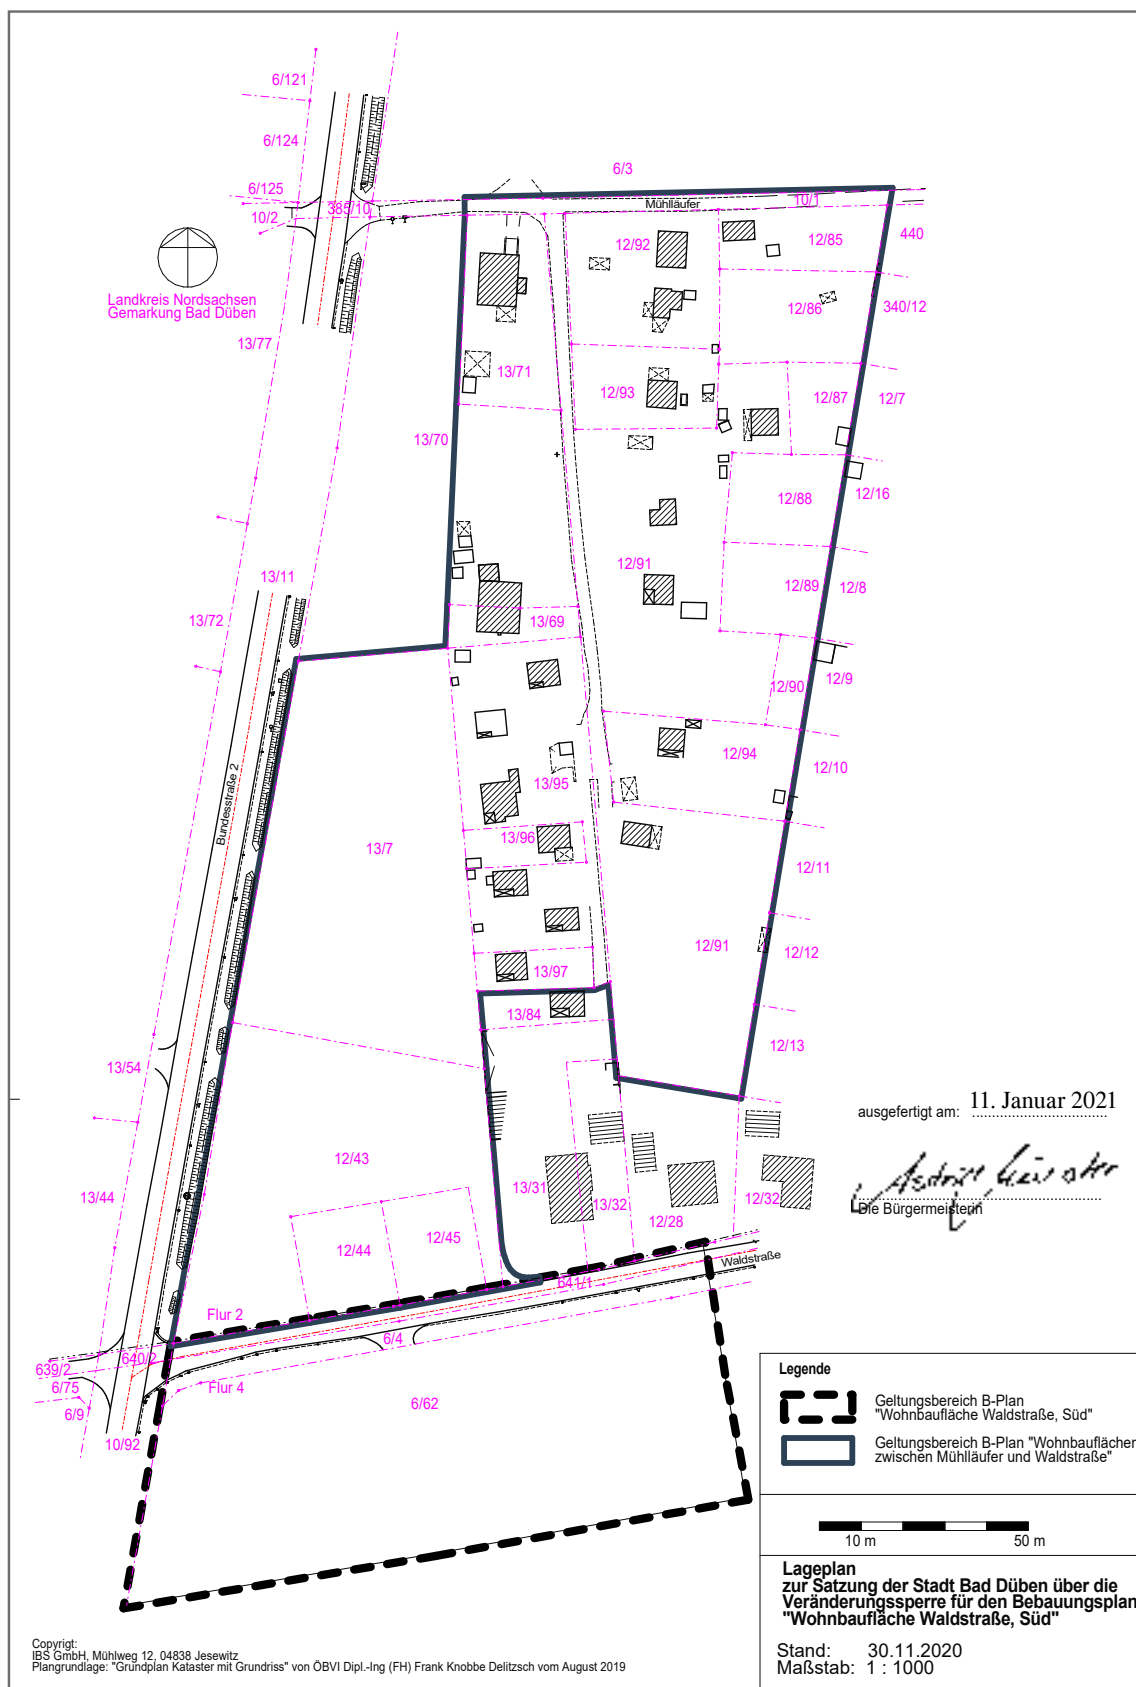 6/121
6/124
6/3
6/125
385/10
10/2
Mühlläufer
10/1
12/92
12/85
440
Landkreis Nordsachsen
Gemarkung Bad Düben
12/86
340/12
13/77
13/71
12/93
12/87
12/7
13/70
12/88
12/16
13/11
12/91
12/89
12/8
13/72
13/69
12/90
12/9
12/94
12/10
13/95
Bundesstraße 2
13/96
13/7
12/11
12/91
12/12
13/97
13/84
12/13
13/54
ausgefertigt am: 11. Januar 2021
12/43
13/44
13/31
13/32
12/32
Die Bürgermeisterin
12/28
12/44
12/45
Waldstraße
641/1
Flur 2
6/4
640/2
639/2
6/75
Flur 4
6/9
6/62
10/92
Legende
Geltungsbereich B-Plan
"Wohnbaufläche Waldstraße, Süd"
Geltungsbereich B-Plan "Wohnbauflächen
zwischen Mühlläufer und Waldstraße"
10 m 50 m
Lageplan
zur Satzung der Stadt Bad Düben über die
Veränderungssperre für den Bebauungsplan
"Wohnbaufläche Waldstraße, Süd"
Stand: 30.11.2020
Maßstab: 1 : 1000
Copyrigt:
IBS GmbH, Mühlweg 12, 04838 Jesewitz
Plangrundlage: "Grundplan Kataster mit Grundriss" von ÖBVI Dipl.-Ing (FH) Frank Knobbe Delitzsch vom August 2019